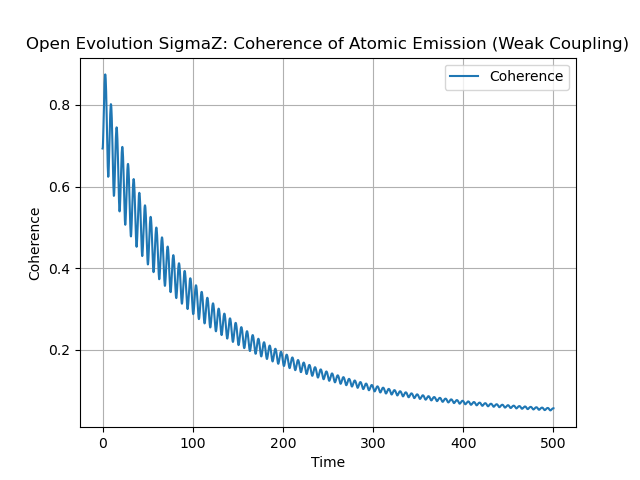 Open Evolution SigmaZ: Coherence of Atomic Emission (Weak Coupling)
Coherence
Coherence
0.8
0.6
0.4
0.2
0 100 200 300 400 500
Time